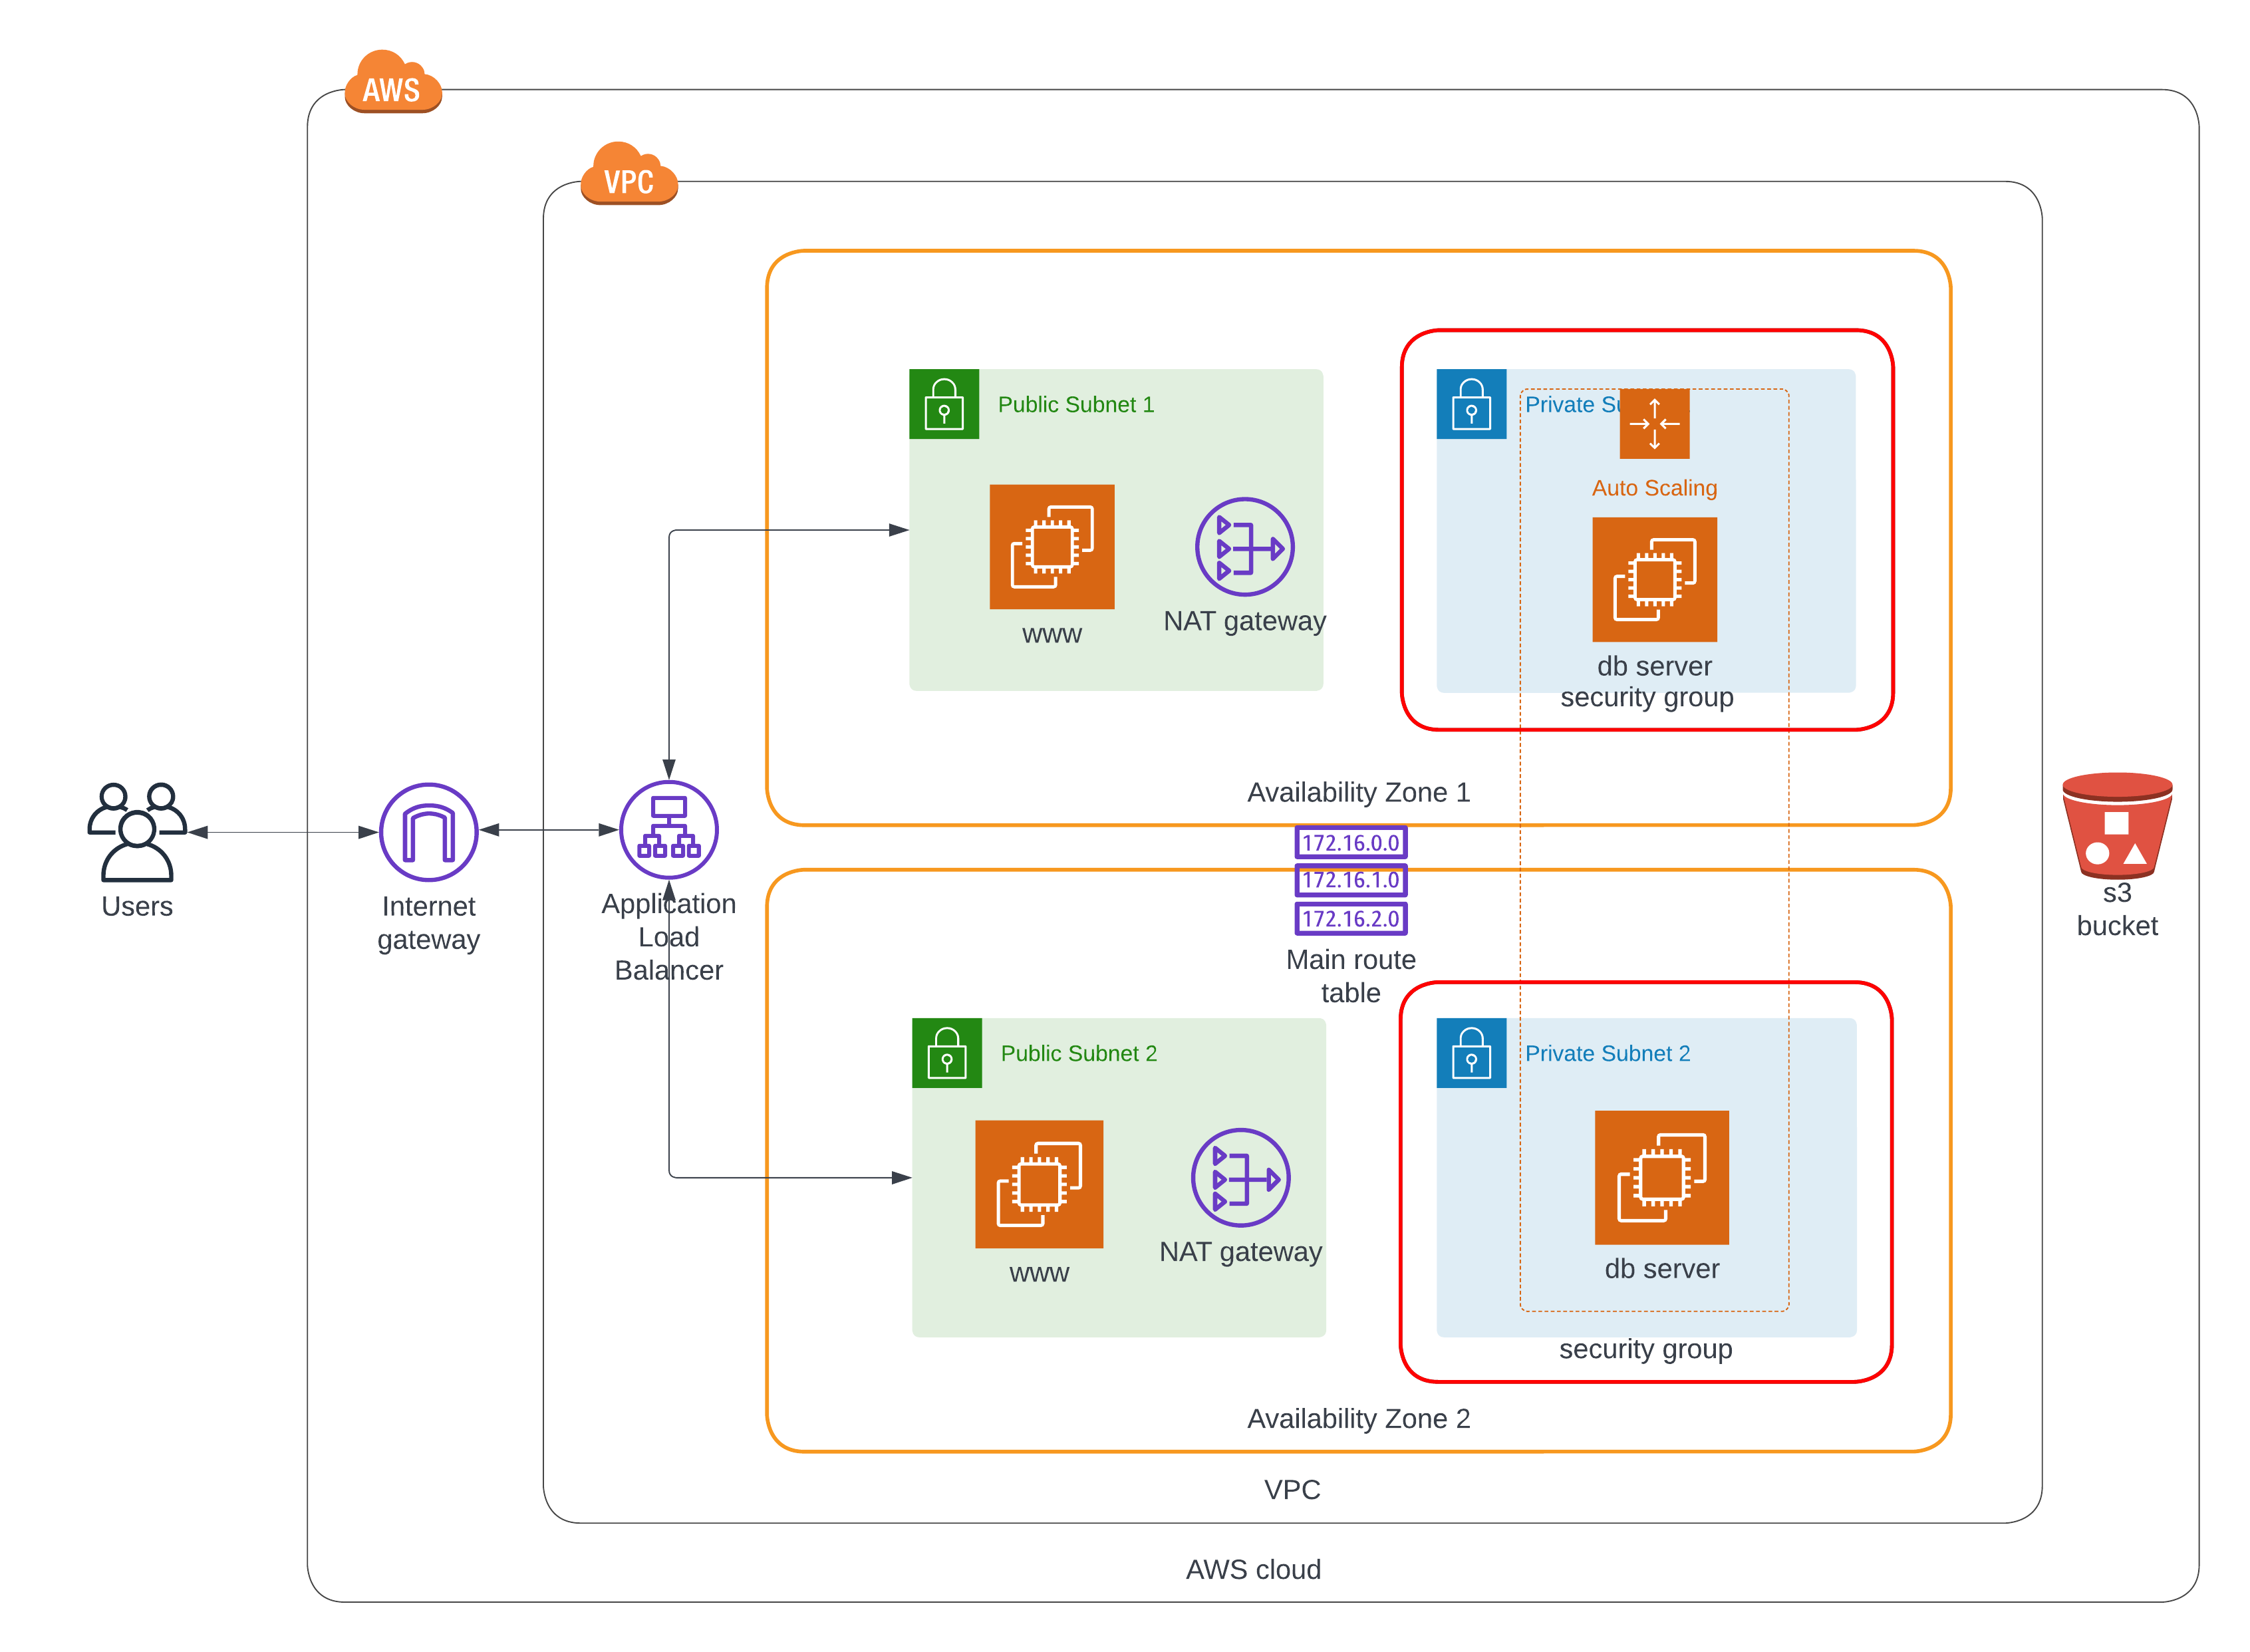 AWS
VPC
Public Subnet 1
Private
Auto Scaling
www
NAT gateway
db server
security group
Availability Zone 1
172.16.0.0
172.16.1.0
172.16.2.0
Main route
table
Users
Internet
gateway
Application
Load
Balancer
s3
bucket
Public Subnet 2
Private Subnet 2
www
NAT gateway
db server
security group
Availability Zone 2
VPC
AWS cloud